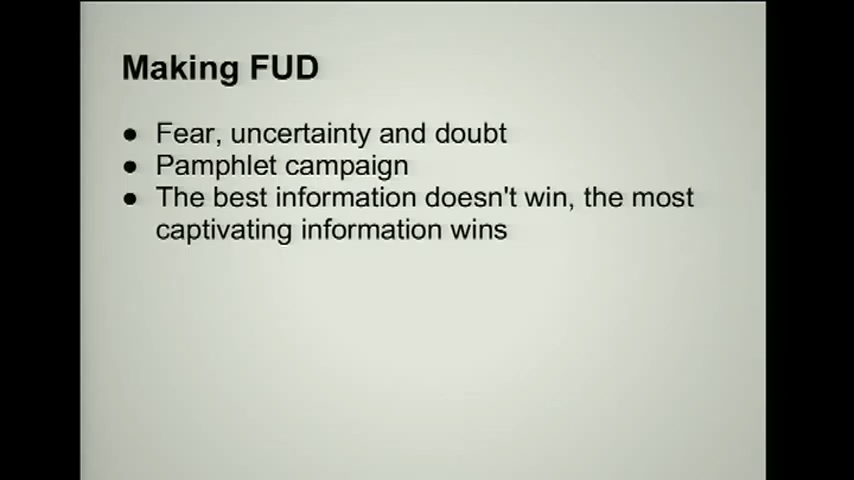 Making FUD
● Fear, uncertainty and doubt
● Pamphlet campaign
● The best information doesn't win, the most
captivating information wins